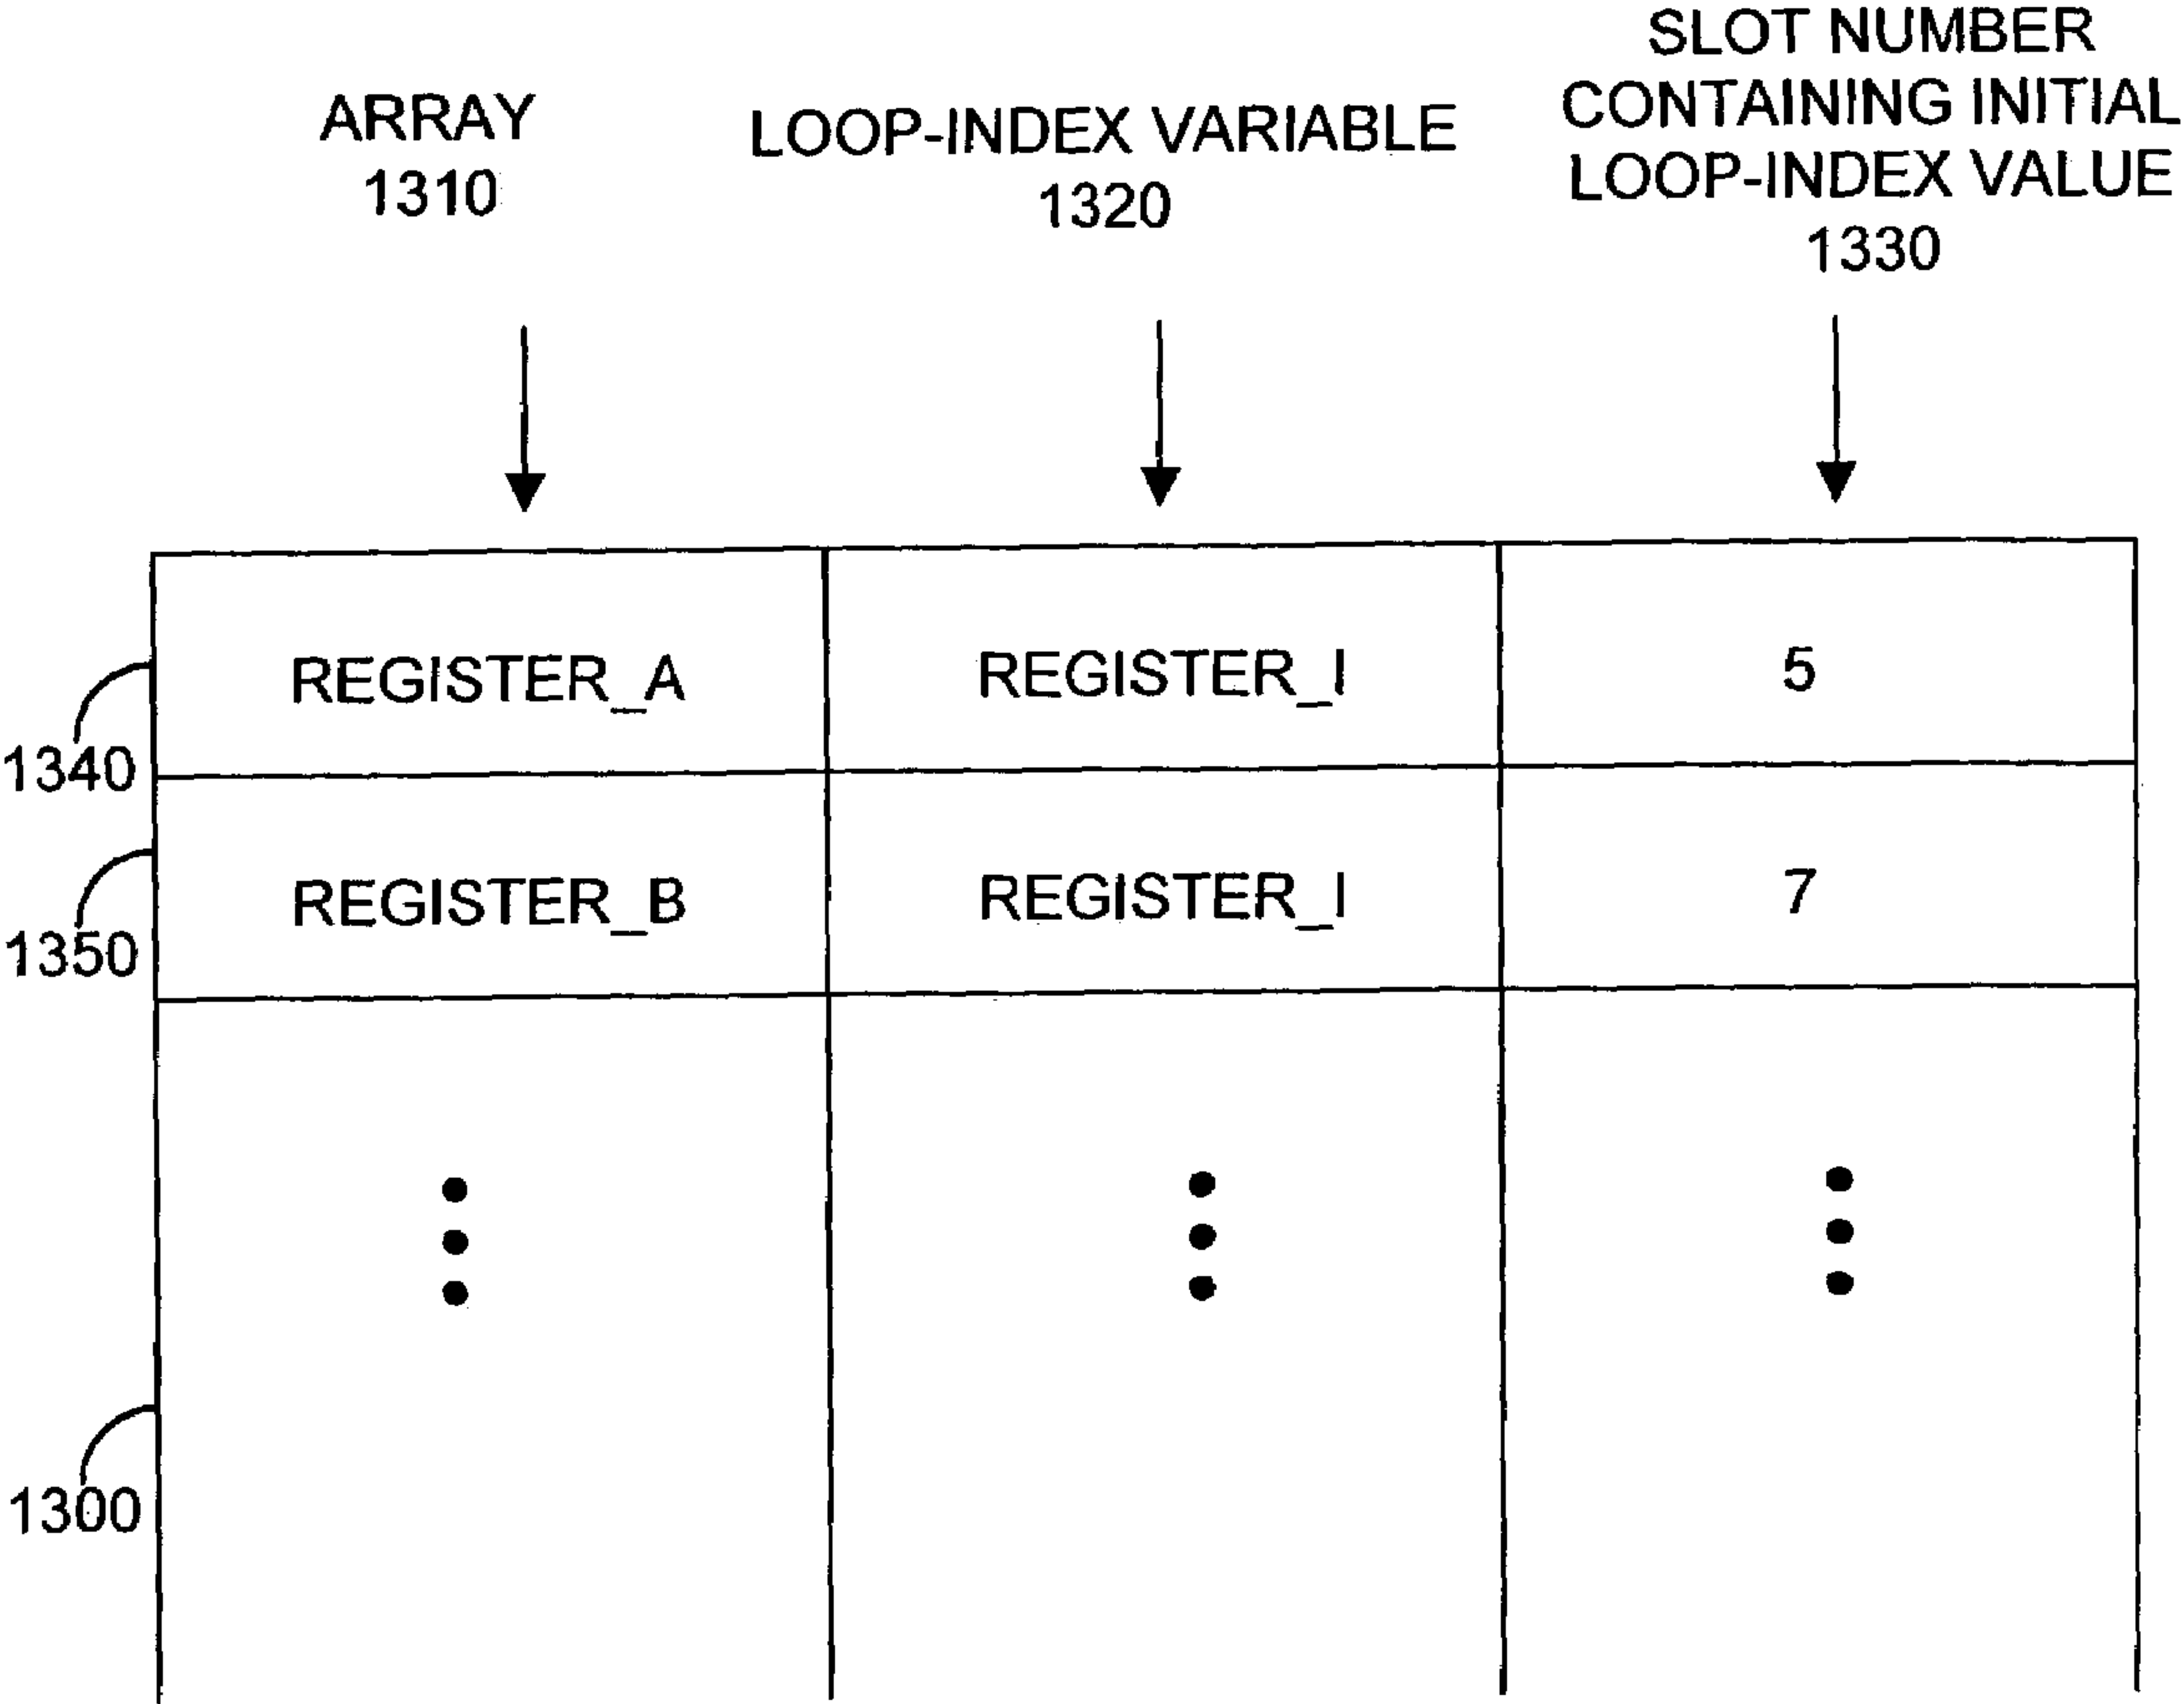 ARRAY
1310
LOOP-INDEX VARIABLE
1320
SLOT NUMBER
CONTAINING INITIAL
LOOP-INDEX VALUE
1330
REGISTER_A REGISTER_I 5
1340
REGISTER_B REGISTER_I 7
1350
1300